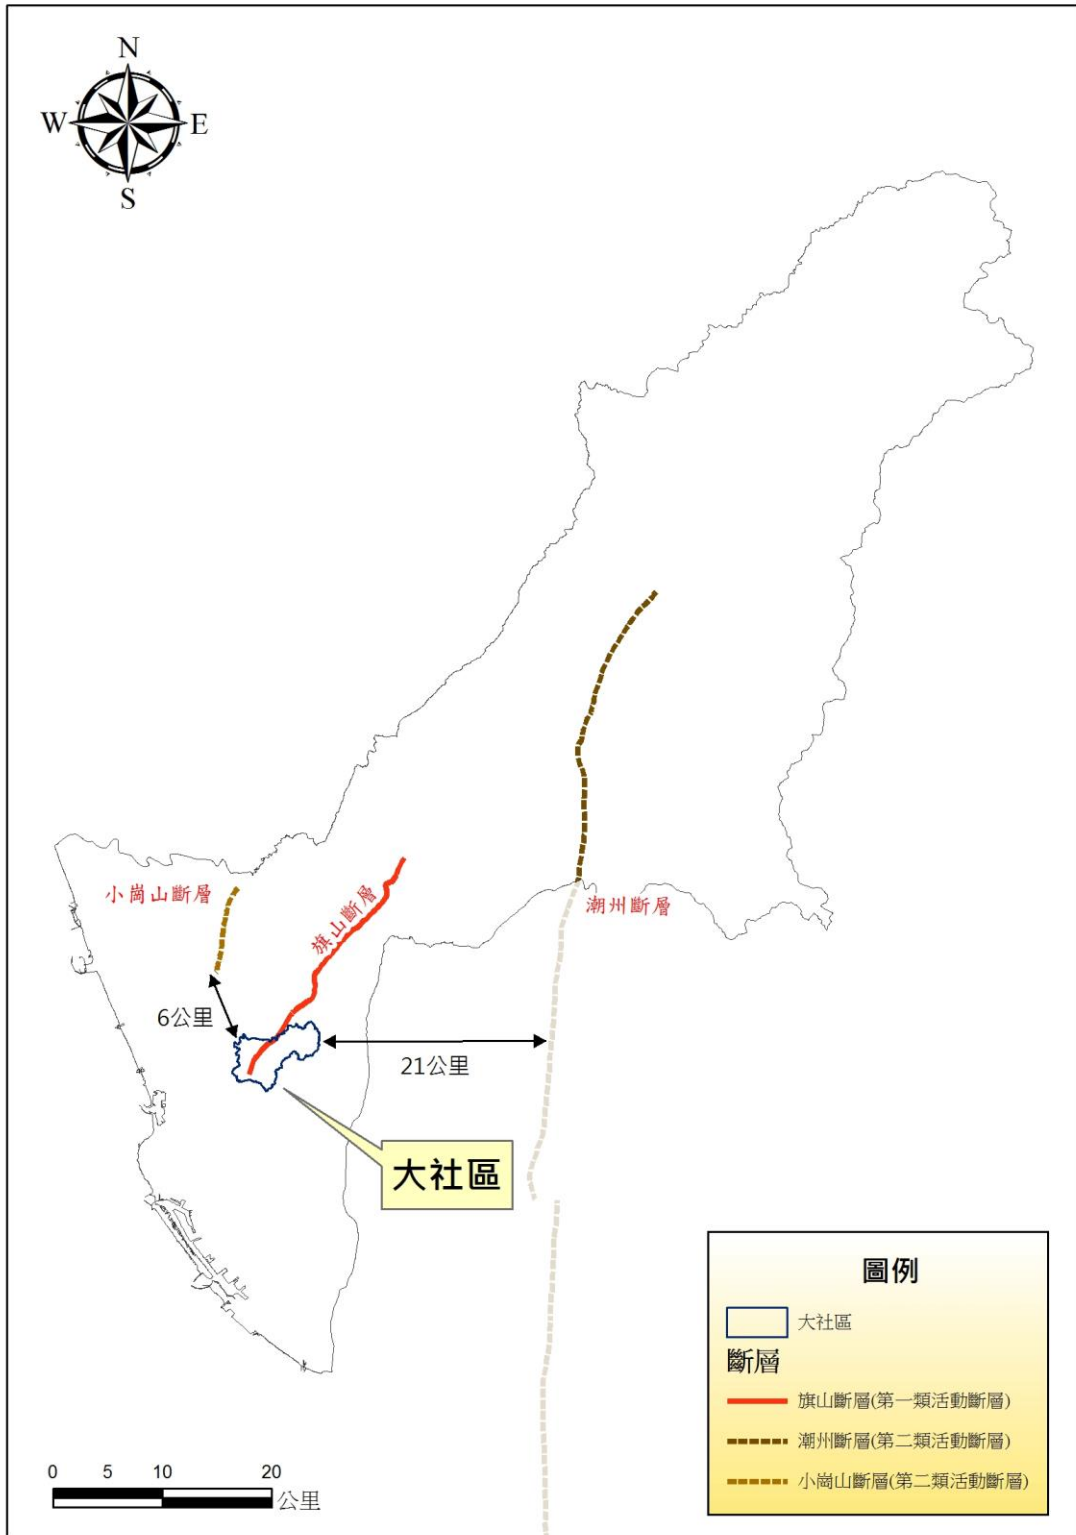 N
W
E
S
小崗山斷層
旗山斷層
潮州斷層
6公里
21公里
大社區
圖例
大社區
斷層
旗山斷層(第一類活動斷層)
潮州斷層(第二類活動斷層)
小崗山斷層(第二類活動斷層)
0 5 10 20
公里